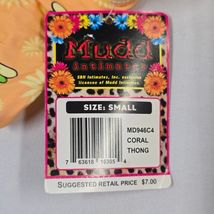 Mudd
intimates
SBH Intimates, Inc. exclusive
licensee of Mudd Intimates.
SIZE: SMALL
MD946C4
CORAL
THONG
SUGGESTED RETAIL PRICE $7.00